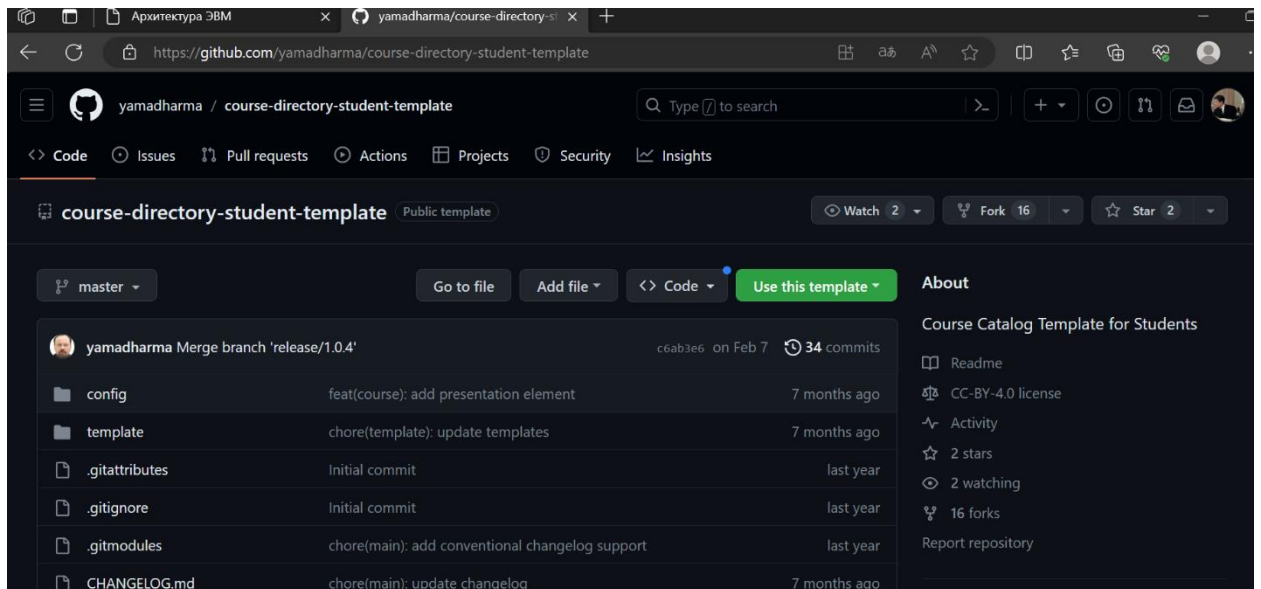 Архитектура ЭВМ
yamadharma/course-directory-st
https://github.com/yamadharma/course-directory-student-template
yamadharma / course-directory-student-template
Type / to search
Code Issues Pull requests Actions Projects Security Insights
course-directory-student-template Public template Watch 2 Fork 16 Star 2
master Go to file Add file <> Code Use this template
About
Course Catalog Template for Students
yamadharma Merge branch 'release/1.0.4' c6ab3e6 on Feb 7 34 commits
Readme
config feat(course): add presentation element 7 months ago
CC-BY-4.0 license
Activity
template chore(template): update templates 7 months ago
2 stars
.gitattributes Initial commit last year
2 watching
.gitignore Initial commit last year
16 forks
.gitmodules chore(main): add conventional changelog support last year
Report repository
CHANGELOG.md chore(main): update changelog 7 months ago